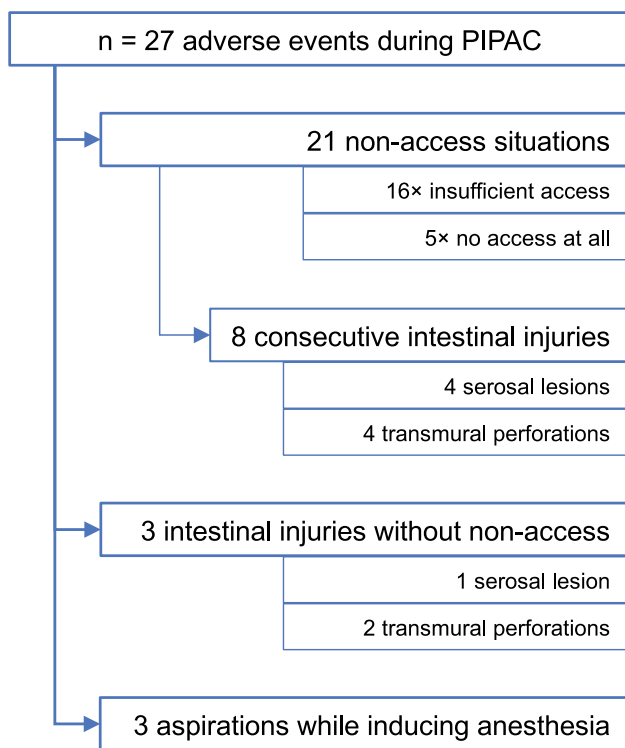 n = 27 adverse events during PIPAC
21 non-access situations
16× insufficient access
5× no access at all
8 consecutive intestinal injuries
4 serosal lesions
4 transmural perforations
3 intestinal injuries without non-access
1 serosal lesion
2 transmural perforations
3 aspirations while inducing anesthesia